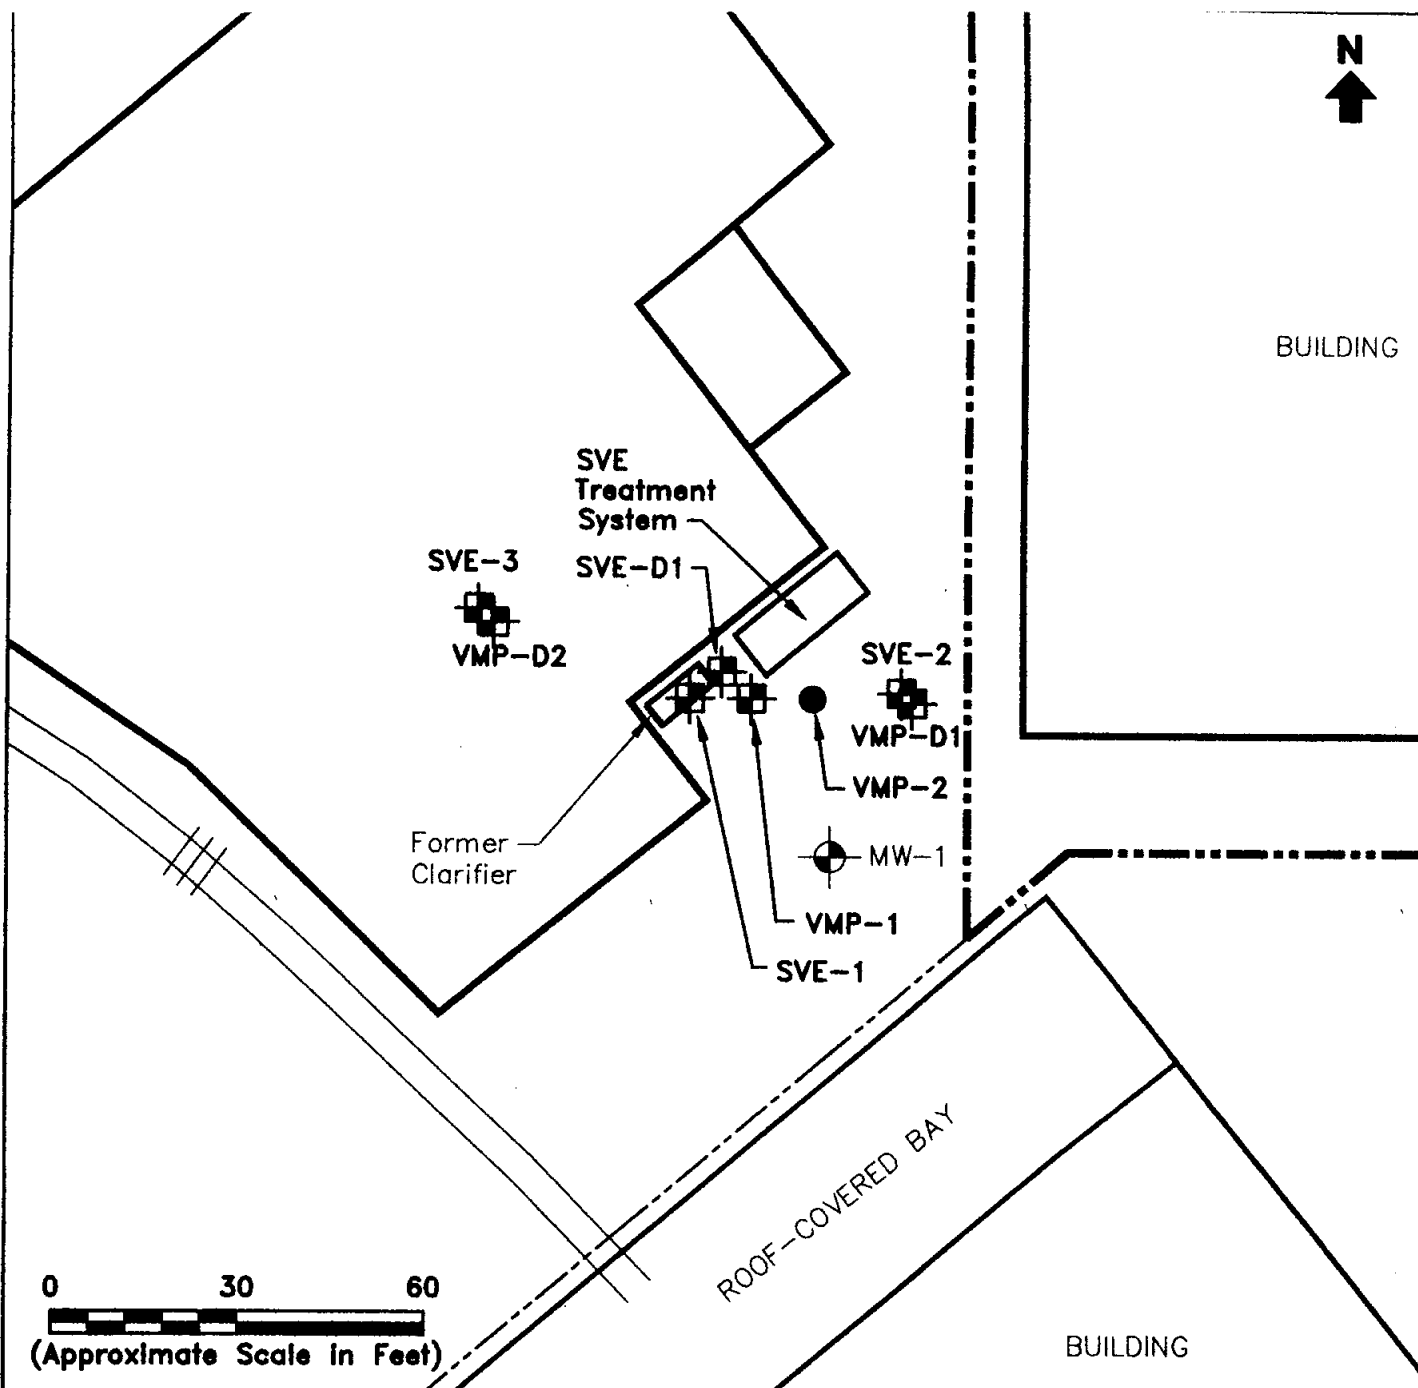 N
BUILDING
SVE
Treatment
System
SVE-3
SVE-D1
VMP-D2
SVE-2
VMP-D1
VMP-2
Former
Clarifier
MW-1
VMP-1
SVE-1
ROOF-COVERED BAY
0 30 60
(Approximate Scale in Feet)
BUILDING